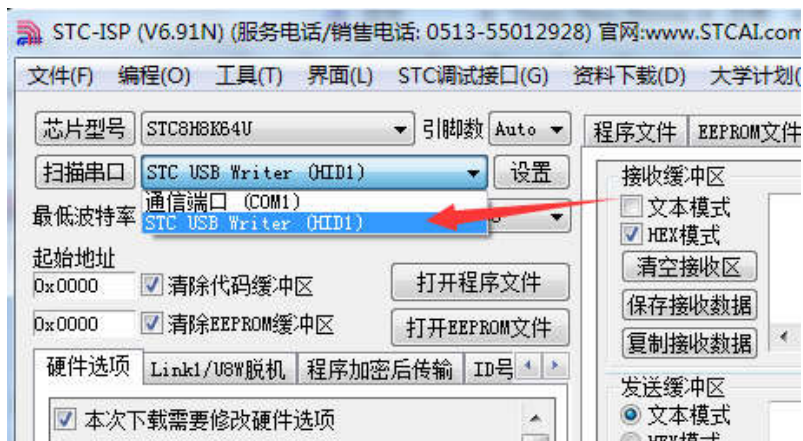 STC-ISP (V6.91N) (服务电话/销售电话: 0513-55012928) 官网:www.STCAI.com
文件(F) 编程(O) 工具(T) 界面(L) STC调试接口(G) 资料下载(D) 大学计划(
芯片型号 STC8H8K64U 引脚数 Auto 程序文件 EEPROM文件
扫描串口 STC USB Writer (HID1) 设置 接收缓冲区
通信端口 (COM1) 文本模式
最低波特率 STC USB Writer (HID1) HEX模式
起始地址 清空接收区
0x0000 清除代码缓冲区 打开程序文件 保存接收数据
0x0000 清除EEPROM缓冲区 打开EEPROM文件 复制接收数据
硬件选项 Link1/U8W脱机 程序加密后传输 ID号 发送缓冲区
本次下载需要修改硬件选项 文本模式
HEX模式